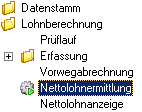 Datenstamm
Lohnberechnung
Prüflauf
Erfassung
Vorwegabrechnung
Nettolohnermittlung
Nettolohnanzeige